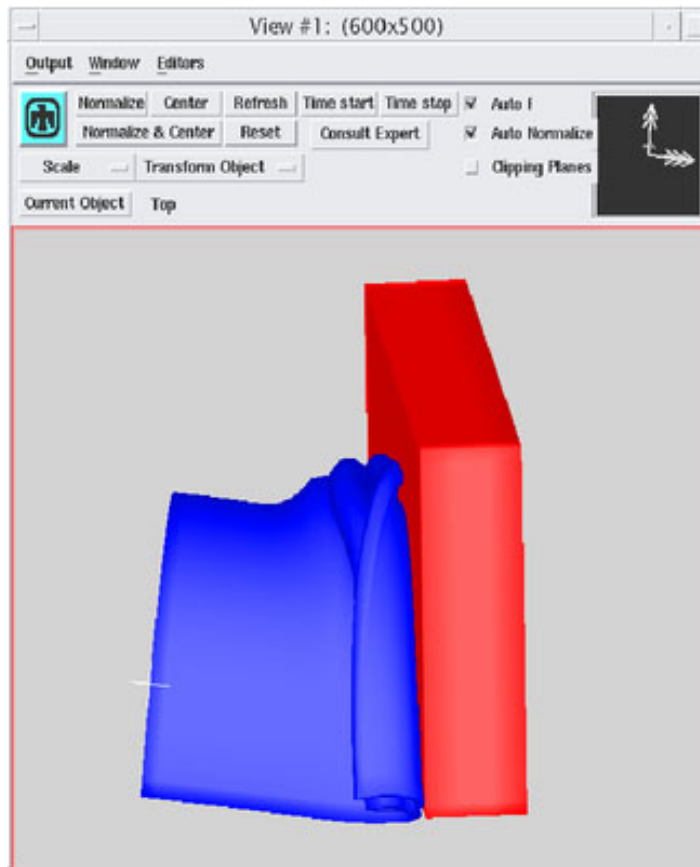 View #1: (600x500)
Output Window Editors
Normalize Center Refresh Time start Time stop Auto F
Normalize & Center Reset Consult Expert Auto Normalize
Scale Transform Object Clipping Planes
Current Object Top